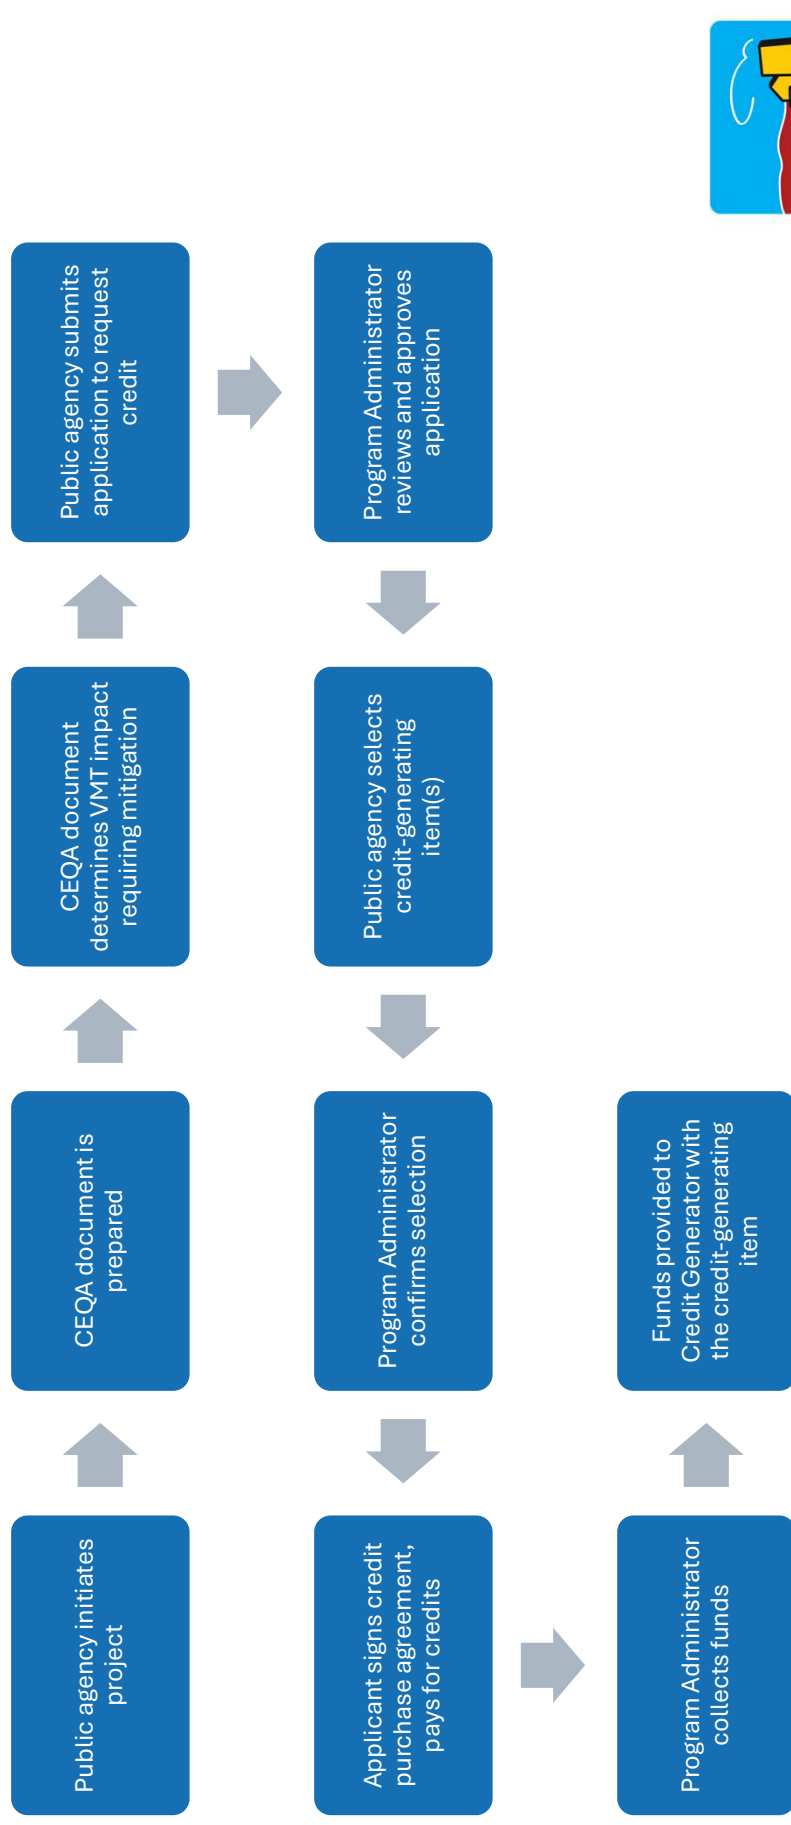 Public agency initiates
project
CEQA document is
prepared
CEQA document
determines VMT impact
requiring mitigation
Public agency submits
application to request
credit
Program Administrator
reviews and approves
application
Public agency selects
credit-generating
item(s)
Program Administrator
confirms selection
Applicant signs credit
purchase agreement,
pays for credits
Program Administrator
collects funds
Funds provided to
Credit Generator with
the credit-generating
item